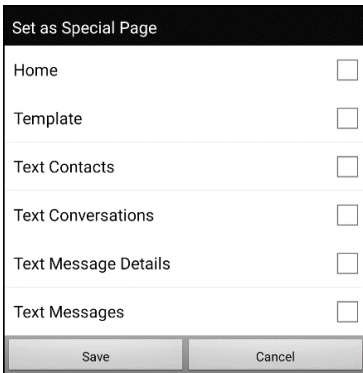 Set as Special Page
Home
Template
Text Contacts
Text Conversations
Text Message Details
Text Messages
Save
Cancel